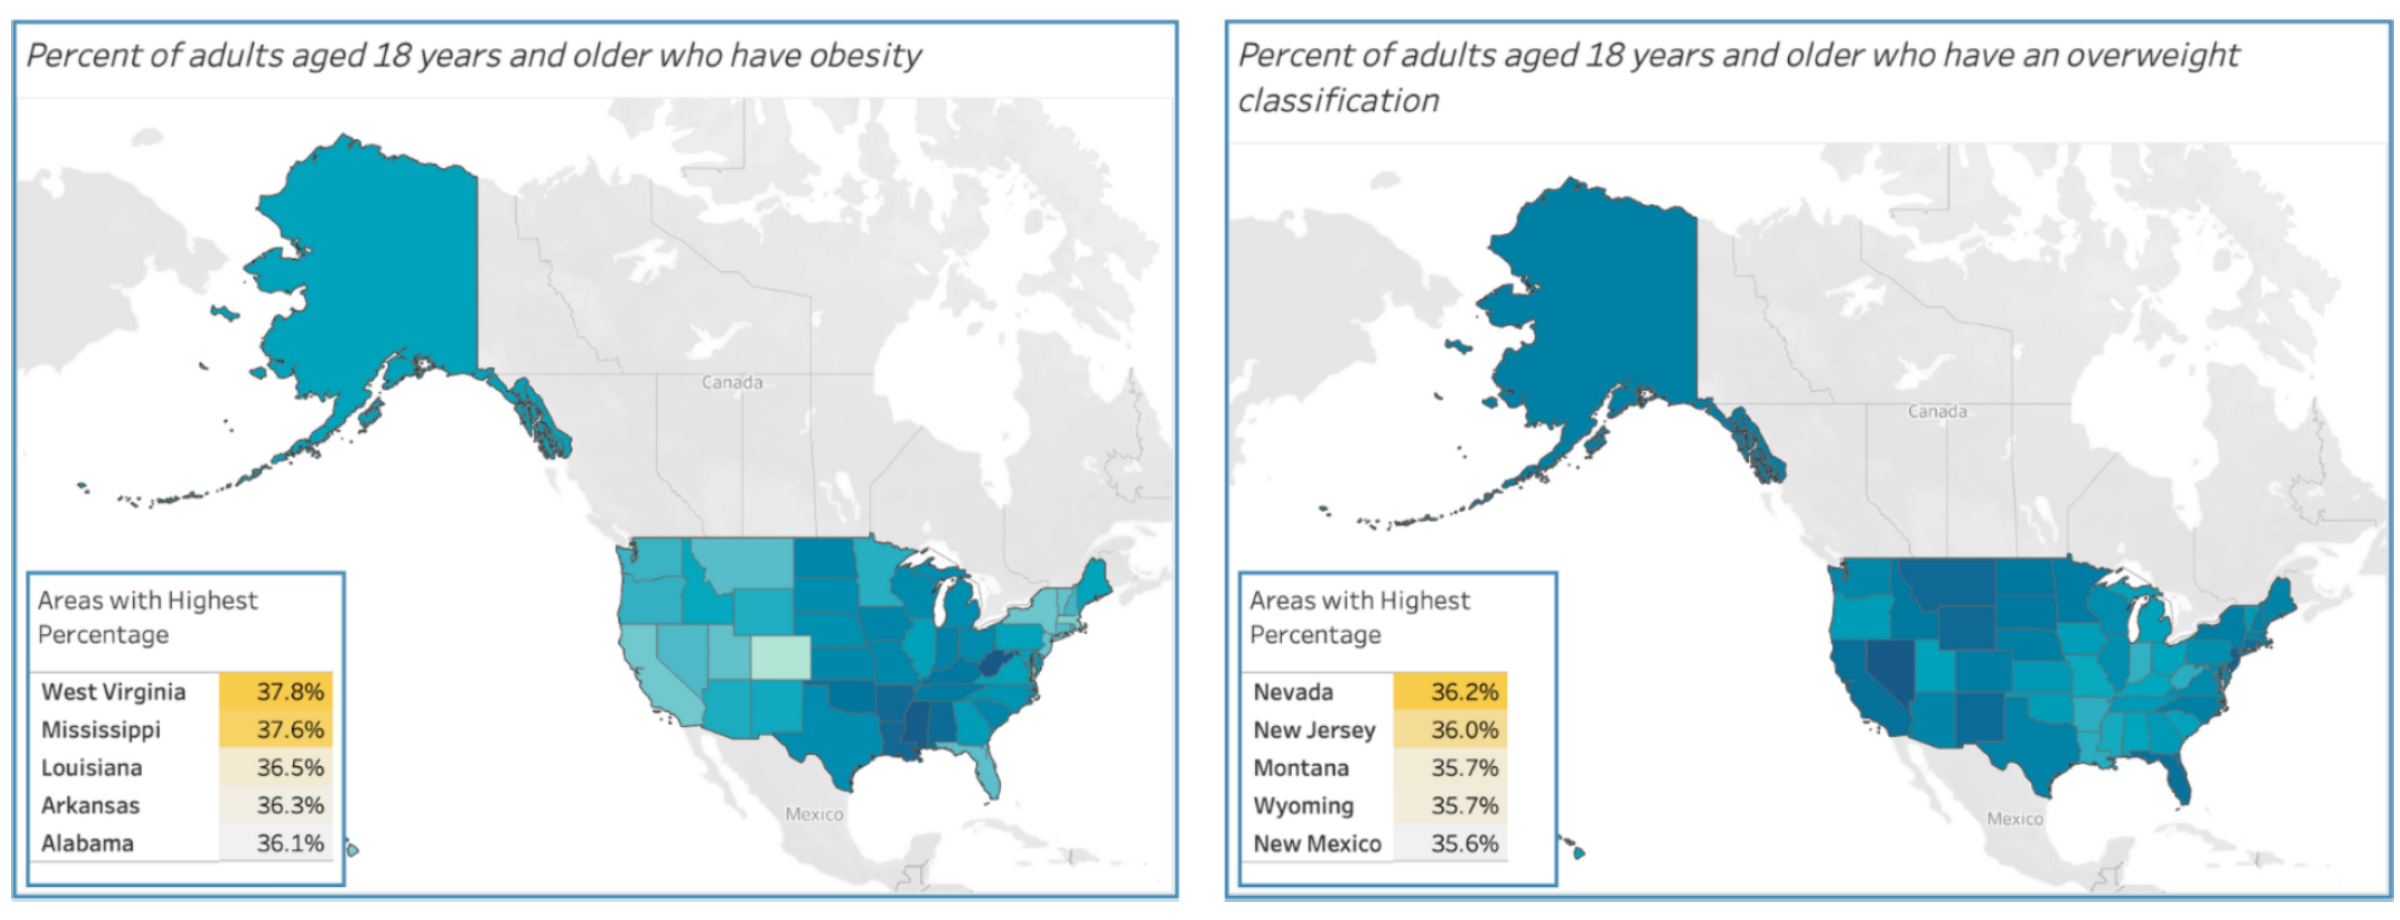 Percent of adults aged 18 years and older who have obesity
Canada
Mexico
Areas with Highest
Percentage
West Virginia 37.8%
Mississippi 37.6%
Louisiana 36.5%
Arkansas 36.3%
Alabama 36.1%
Percent of adults aged 18 years and older who have an overweight
classification
Canada
Mexico
Areas with Highest
Percentage
Nevada 36.2%
New Jersey 36.0%
Montana 35.7%
Wyoming 35.7%
New Mexico 35.6%